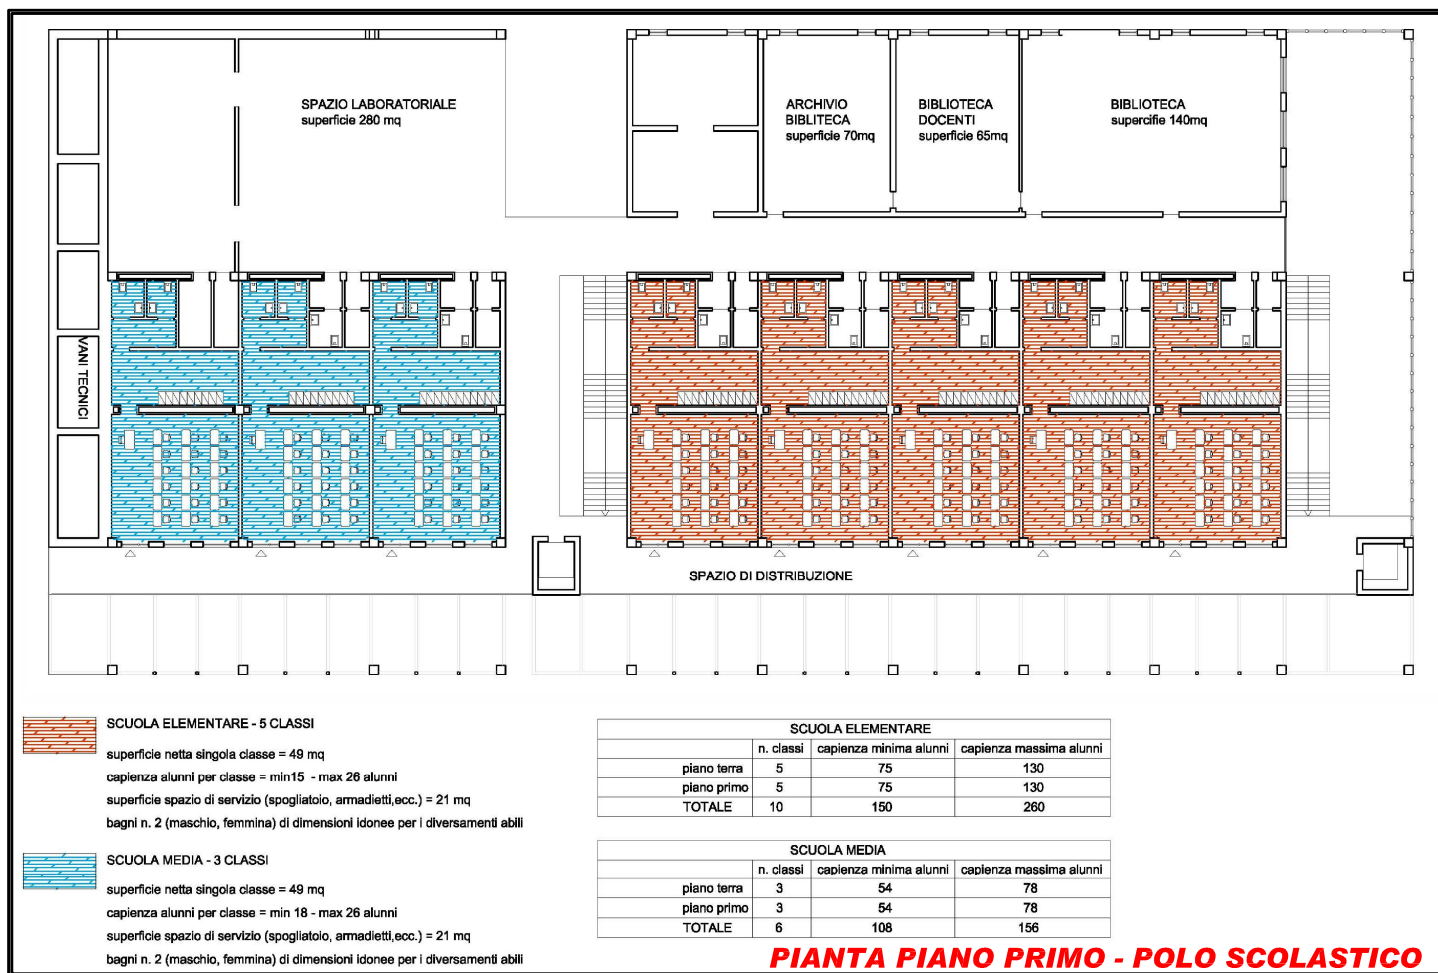 SPAZIO LABORATORIALE
superficie 280 mq
ARCHIVIO
BIBLITECA
superficie 70mq
BIBLIOTECA
DOCENTI
superficie 65mq
BIBLIOTECA
supercifie 140mq
VANI TECNICI
SPAZIO DI DISTRIBUZIONE
SCUOLA ELEMENTARE - 5 CLASSI
superficie netta singola classe = 49 mq
capienza alunni per classe = min15 - max 26 alunni
superficie spazio di servizio (spogliatoio, armadietti,ecc.) = 21 mq
bagni n. 2 (maschio, femmina) di dimensioni idonee per i diversamenti abili
SCUOLA MEDIA - 3 CLASSI
superficie netta singola classe = 49 mq
capienza alunni per classe = min 18 - max 26 alunni
superficie spazio di servizio (spogliatoio, armadietti,ecc.) = 21 mq
bagni n. 2 (maschio, femmina) di dimensioni idonee per i diversamenti abili
SCUOLA ELEMENTARE
n. classi capienza minima alunni capienza massima alunni
piano terra 5 75 130
piano primo 5 75 130
TOTALE 10 150 260
SCUOLA MEDIA
n. classi capienza minima alunni capienza massima alunni
piano terra 3 54 78
piano primo 3 54 78
TOTALE 6 108 156
PIANTA PIANO PRIMO - POLO SCOLASTICO